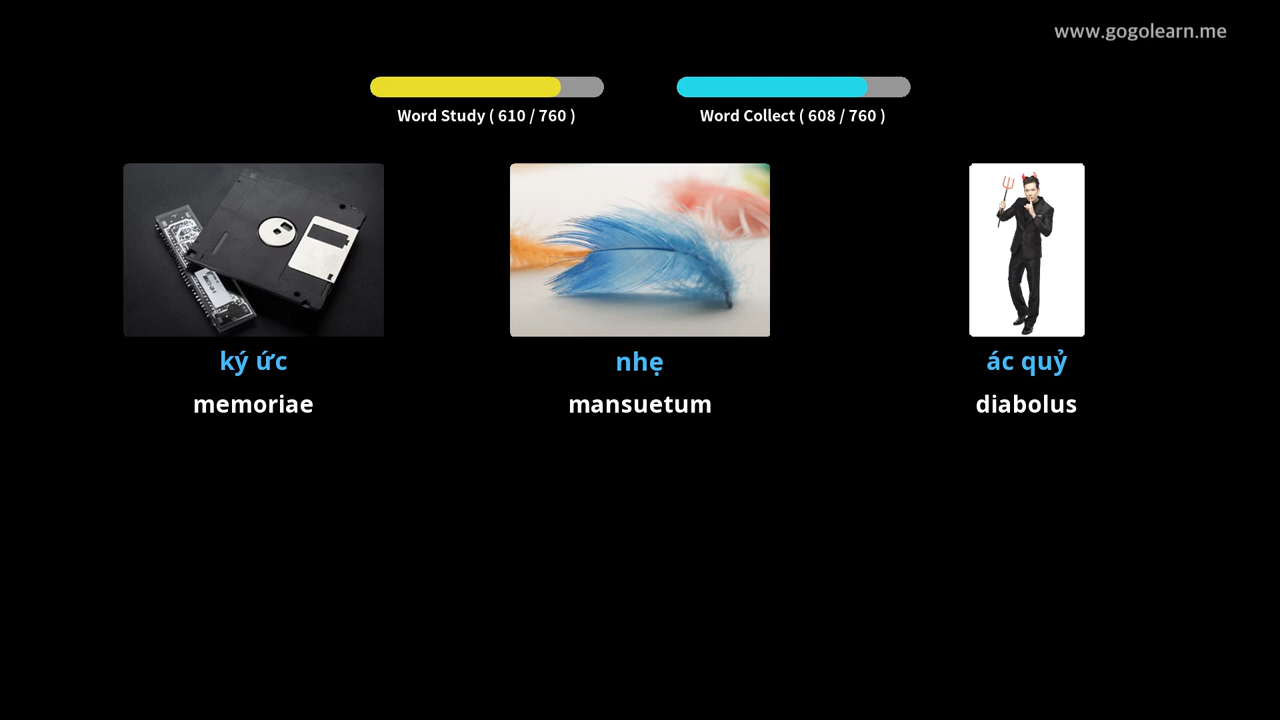 www.gogolearn.me
Word Study ( 610 / 760 )
Word Collect ( 608 / 760 )
ký ức
nhẹ
ác quỷ
memoriae
mansuetum
diabolus